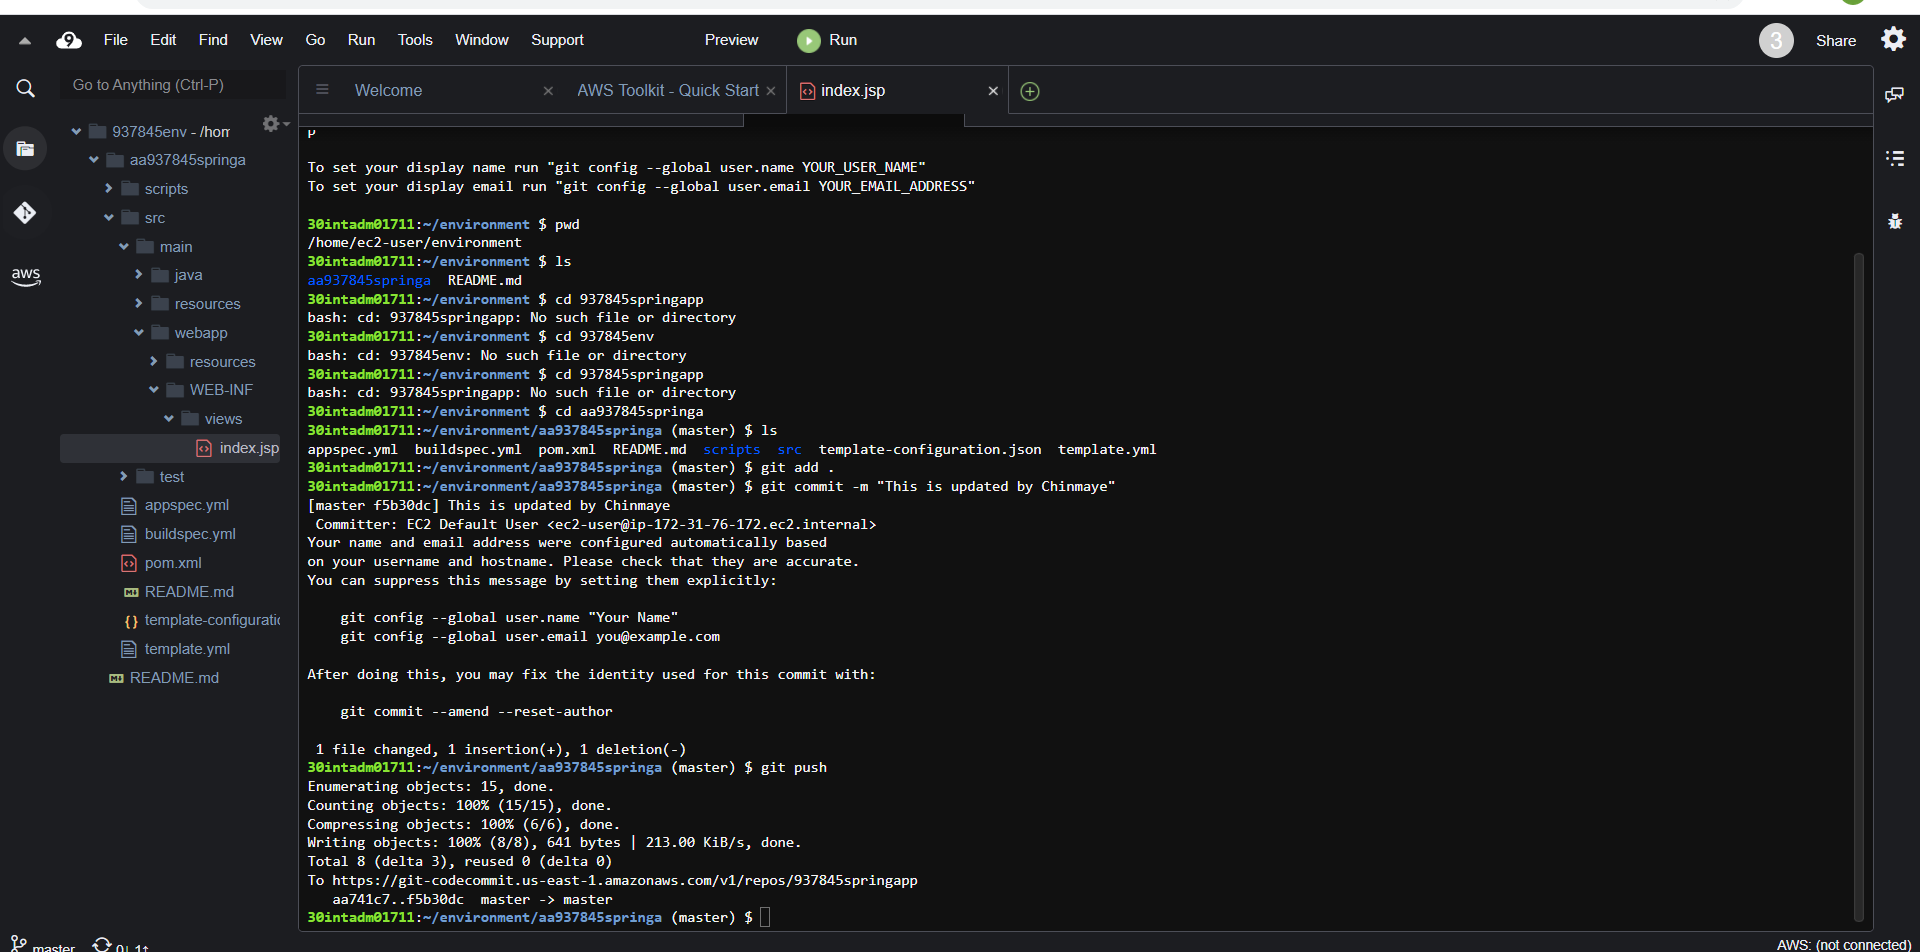 9 File Edit Find View Go Run Tools Window Support Preview Run 3 Share
Go to Anything (Ctrl-P)
Welcome
AWS Toolkit - Quick Start
index.jsp
937845env - /hom
aa937845springa
scripts
src
main
java
resources
webapp
resources
WEB-INF
views
index.jsp
test
appspec.yml
buildspec.yml
pom.xml
README.md
template-configuratio
template.yml
README.md
aws
p
To set your display name run "git config --global user.name YOUR_USER_NAME"
To set your display email run "git config --global user.email YOUR_EMAIL_ADDRESS"
30intadm01711:~/environment $ pwd
/home/ec2-user/environment
30intadm01711:~/environment $ ls
aa937845springa  README.md
30intadm01711:~/environment $ cd 937845springapp
bash: cd: 937845springapp: No such file or directory
30intadm01711:~/environment $ cd 937845env
bash: cd: 937845env: No such file or directory
30intadm01711:~/environment $ cd 937845springapp
bash: cd: 937845springapp: No such file or directory
30intadm01711:~/environment $ cd aa937845springa
30intadm01711:~/environment/aa937845springa (master) $ ls
appspec.yml  buildspec.yml  pom.xml  README.md  scripts  src  template-configuration.json  template.yml
30intadm01711:~/environment/aa937845springa (master) $ git add .
30intadm01711:~/environment/aa937845springa (master) $ git commit -m "This is updated by Chinmaye"
[master f5b30dc] This is updated by Chinmaye
 Committer: EC2 Default User <ec2-user@ip-172-31-76-172.ec2.internal>
Your name and email address were configured automatically based
on your username and hostname. Please check that they are accurate.
You can suppress this message by setting them explicitly:
    git config --global user.name "Your Name"
    git config --global user.email you@example.com
After doing this, you may fix the identity used for this commit with:
    git commit --amend --reset-author
 1 file changed, 1 insertion(+), 1 deletion(-)
30intadm01711:~/environment/aa937845springa (master) $ git push
Enumerating objects: 15, done.
Counting objects: 100% (15/15), done.
Compressing objects: 100% (6/6), done.
Writing objects: 100% (8/8), 641 bytes | 213.00 KiB/s, done.
Total 8 (delta 3), reused 0 (delta 0)
To https://git-codecommit.us-east-1.amazonaws.com/v1/repos/937845springapp
   aa741c7..f5b30dc  master -> master
30intadm01711:~/environment/aa937845springa (master) $
master 0↓ 1↑
AWS: (not connected)